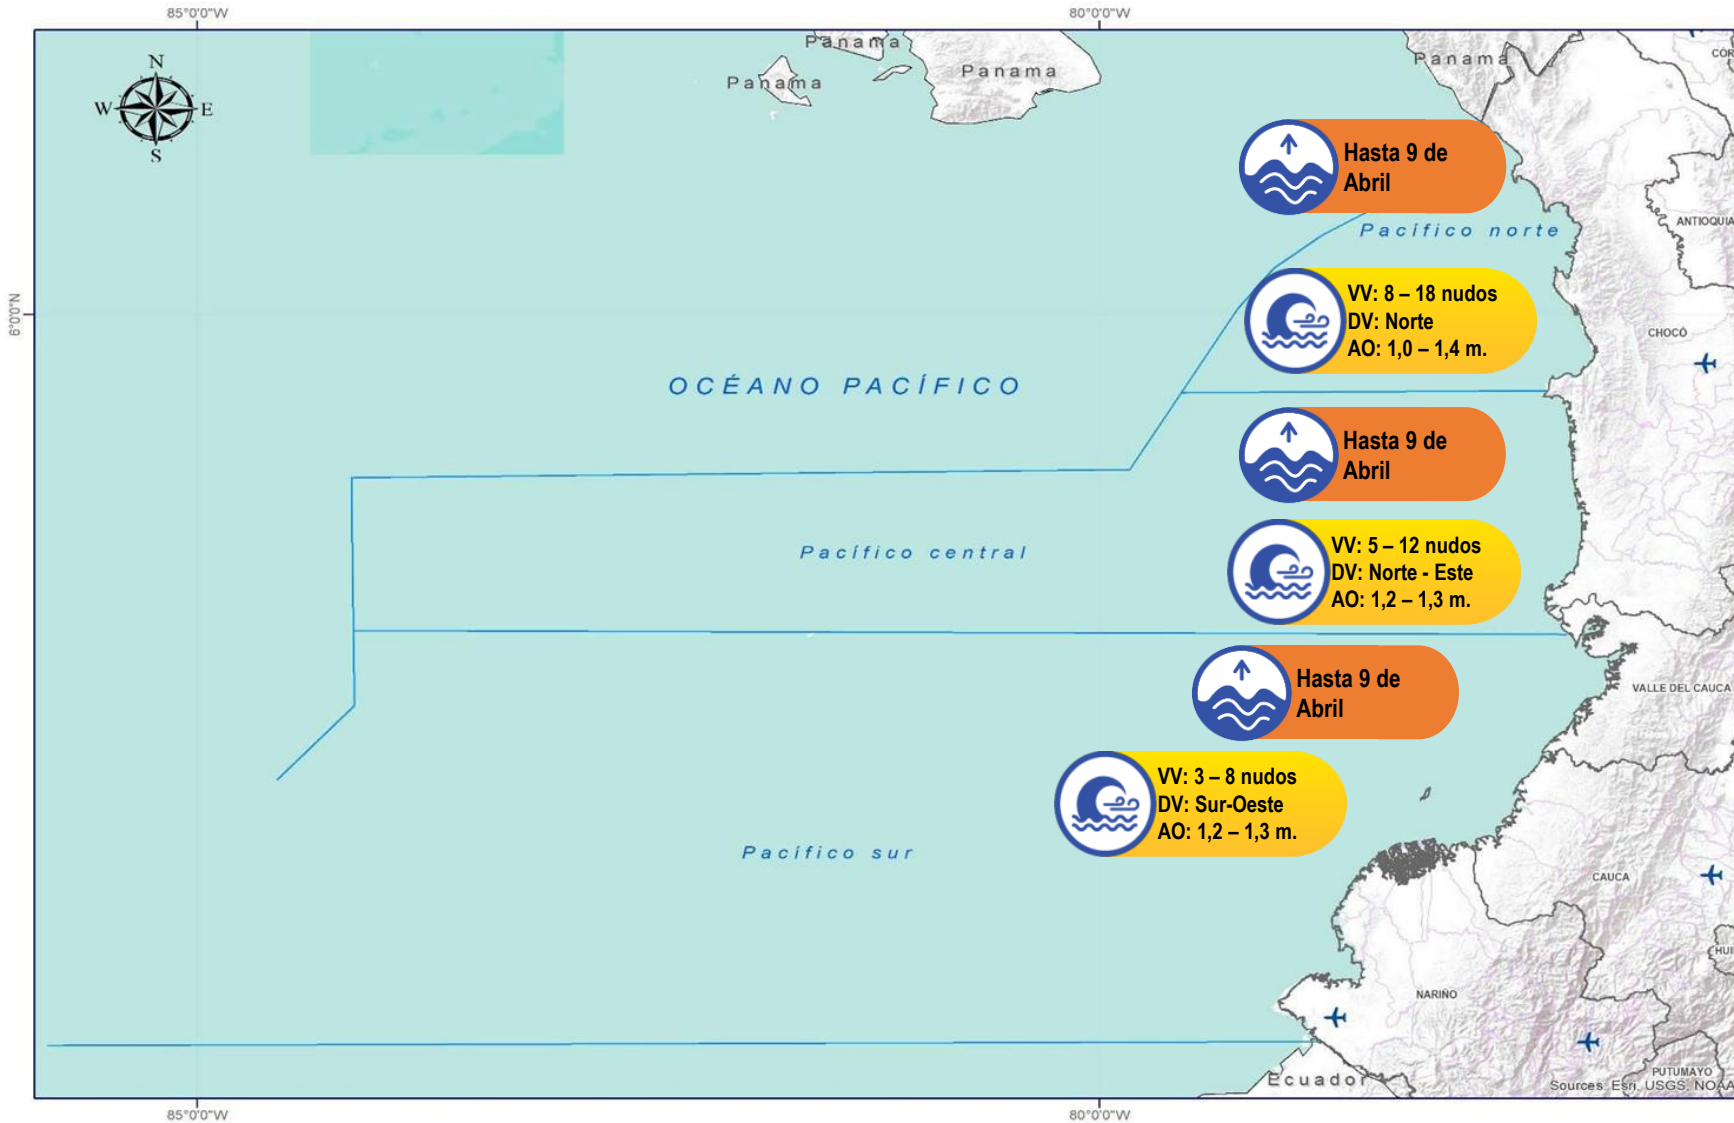 85°0'0"W
80°0'0"W
N
W
E
S
Panama
Panama
Panama
Panama
CÓR
Hasta 9 de
Abril
ANTIOQUIA
Pacífico norte
6°0'0"N
VV: 8 – 18 nudos
DV: Norte
AO: 1,0 – 1,4 m.
CHOCÓ
OCÉANO PACÍFICO
Hasta 9 de
Abril
Pacífico central
VV: 5 – 12 nudos
DV: Norte - Este
AO: 1,2 – 1,3 m.
Hasta 9 de
Abril
VALLE DEL CAUCA
VV: 3 – 8 nudos
DV: Sur-Oeste
AO: 1,2 – 1,3 m.
Pacífico sur
CAUCA
HUI
NARIÑO
PUTUMAYO
Ecuador
Sources: Esri, USGS, NOAA
85°0'0"W
80°0'0"W